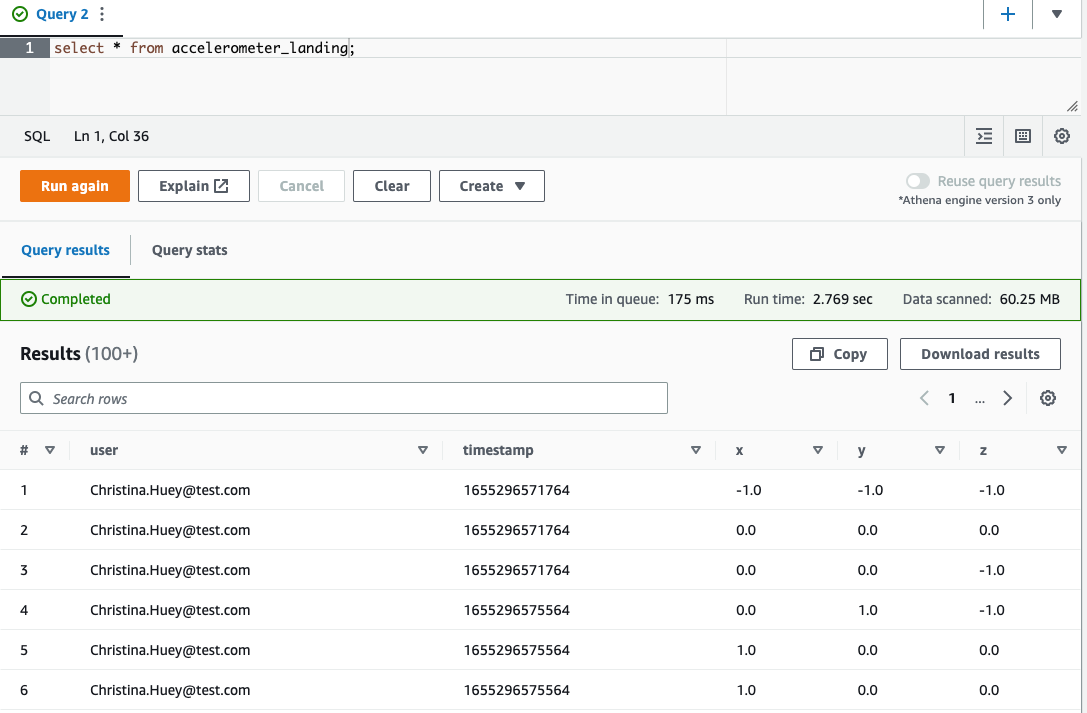 Query 2
1 select * from accelerometer_landing;
SQL Ln 1, Col 36
Run again Explain Cancel Clear Create Reuse query results
*Athena engine version 3 only
Query results Query stats
Completed Time in queue: 175 ms Run time: 2.769 sec Data scanned: 60.25 MB
Results (100+) Copy Download results
Search rows 1 ...
# user timestamp x y z
1 Christina.Huey@test.com 1655296571764 -1.0 -1.0 -1.0
2 Christina.Huey@test.com 1655296571764 0.0 0.0 0.0
3 Christina.Huey@test.com 1655296571764 0.0 0.0 -1.0
4 Christina.Huey@test.com 1655296575564 0.0 1.0 -1.0
5 Christina.Huey@test.com 1655296575564 1.0 0.0 0.0
6 Christina.Huey@test.com 1655296575564 1.0 0.0 0.0